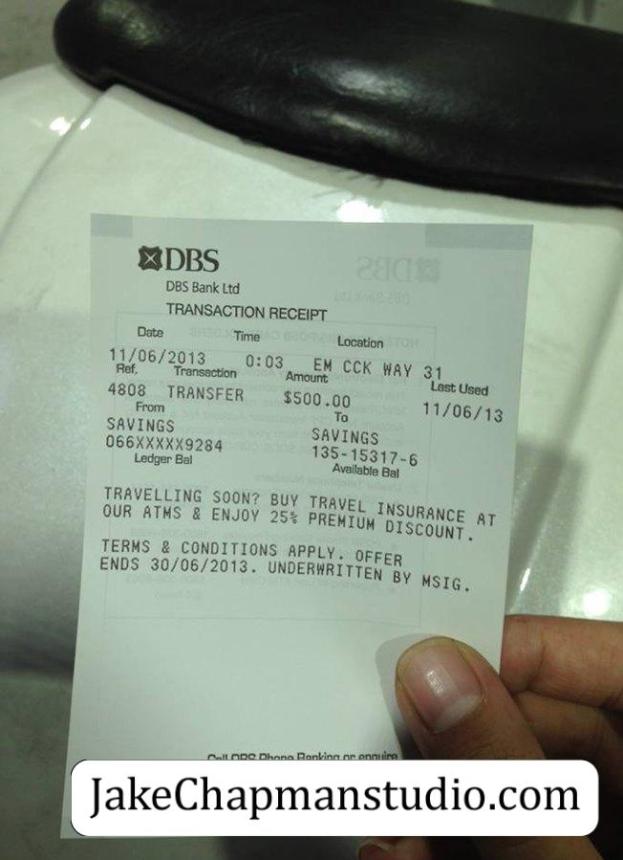 DBS
DBS Bank Ltd
TRANSACTION RECEIPT
Date Time Location
11/06/2013 0:03 EM CCK WAY 31
Ref. Transaction Amount Last Used
4808 TRANSFER $500.00 11/06/13
From To
SAVINGS SAVINGS
066XXXXX9284 135-15317-6
Ledger Bal Available Bal
TRAVELLING SOON? BUY TRAVEL INSURANCE AT
OUR ATMS & ENJOY 25% PREMIUM DISCOUNT.
TERMS & CONDITIONS APPLY. OFFER
ENDS 30/06/2013. UNDERWRITTEN BY MSIG.
Call DBS Phone Banking or enquire
JakeChapmanstudio.com